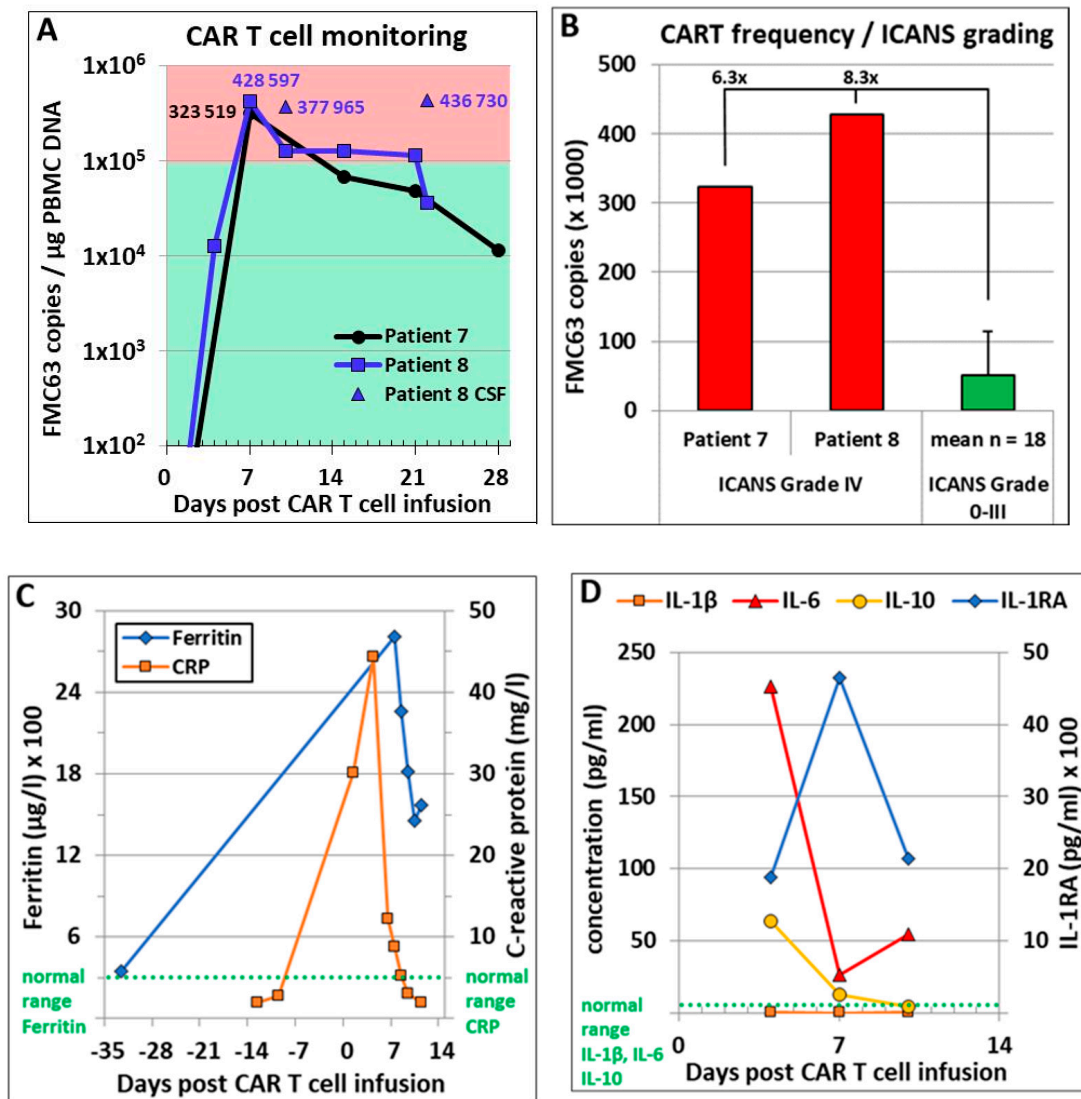 A
CAR T cell monitoring
FMC63 copies / µg PBMC DNA
1x10⁶
1x10⁵
1x10⁴
1x10³
1x10²
428 597
323 519
377 965
436 730
Patient 7
Patient 8
Patient 8 CSF
0 7 14 21 28
Days post CAR T cell infusion
B
CART frequency / ICANS grading
FMC63 copies (x 1000)
500
400
300
200
100
0
6.3x 8.3x
Patient 7 Patient 8 mean n = 18
ICANS Grade IV ICANS Grade
0-III
C
Ferritin
CRP
Ferritin (µg/l) x 100
30
24
18
12
6
normal
range
Ferritin
C-reactive protein (mg/l)
50
40
30
20
10
normal
range
CRP
-35 -28 -21 -14 -7 0 7 14
Days post CAR T cell infusion
D
IL-1β IL-6 IL-10 IL-1RA
concentration (pg/ml)
250
200
150
100
50
normal
range
IL-1β, IL-6
IL-10
IL-1RA (pg/ml) x 100
50
40
30
20
10
0 7 14
Days post CAR T cell infusion